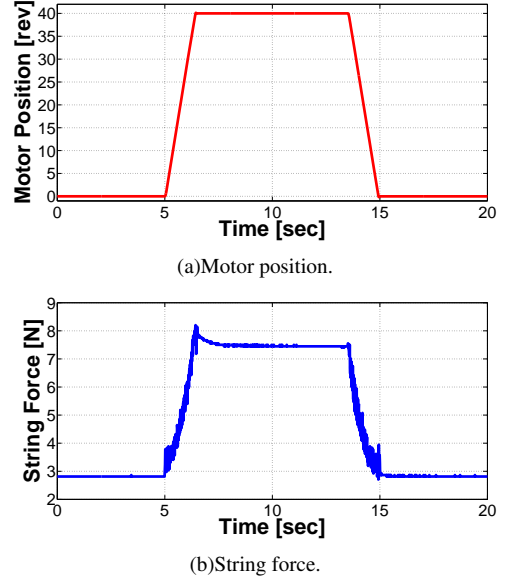 40
35
30
25
20
15
10
5
0
Motor Position [rev]
0 5 10 15 20
Time [sec]
(a)Motor position.
9
8
7
6
5
4
3
2
String Force [N]
0 5 10 15 20
Time [sec]
(b)String force.